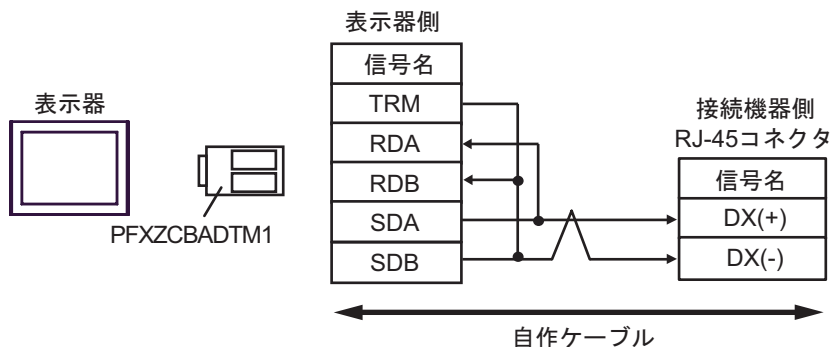 表示器
PFXZCBADTM1
表示器側
信号名
TRM
RDA
RDB
SDA
SDB
接続機器側
RJ-45コネクタ
信号名
DX(+)
DX(-)
自作ケーブル